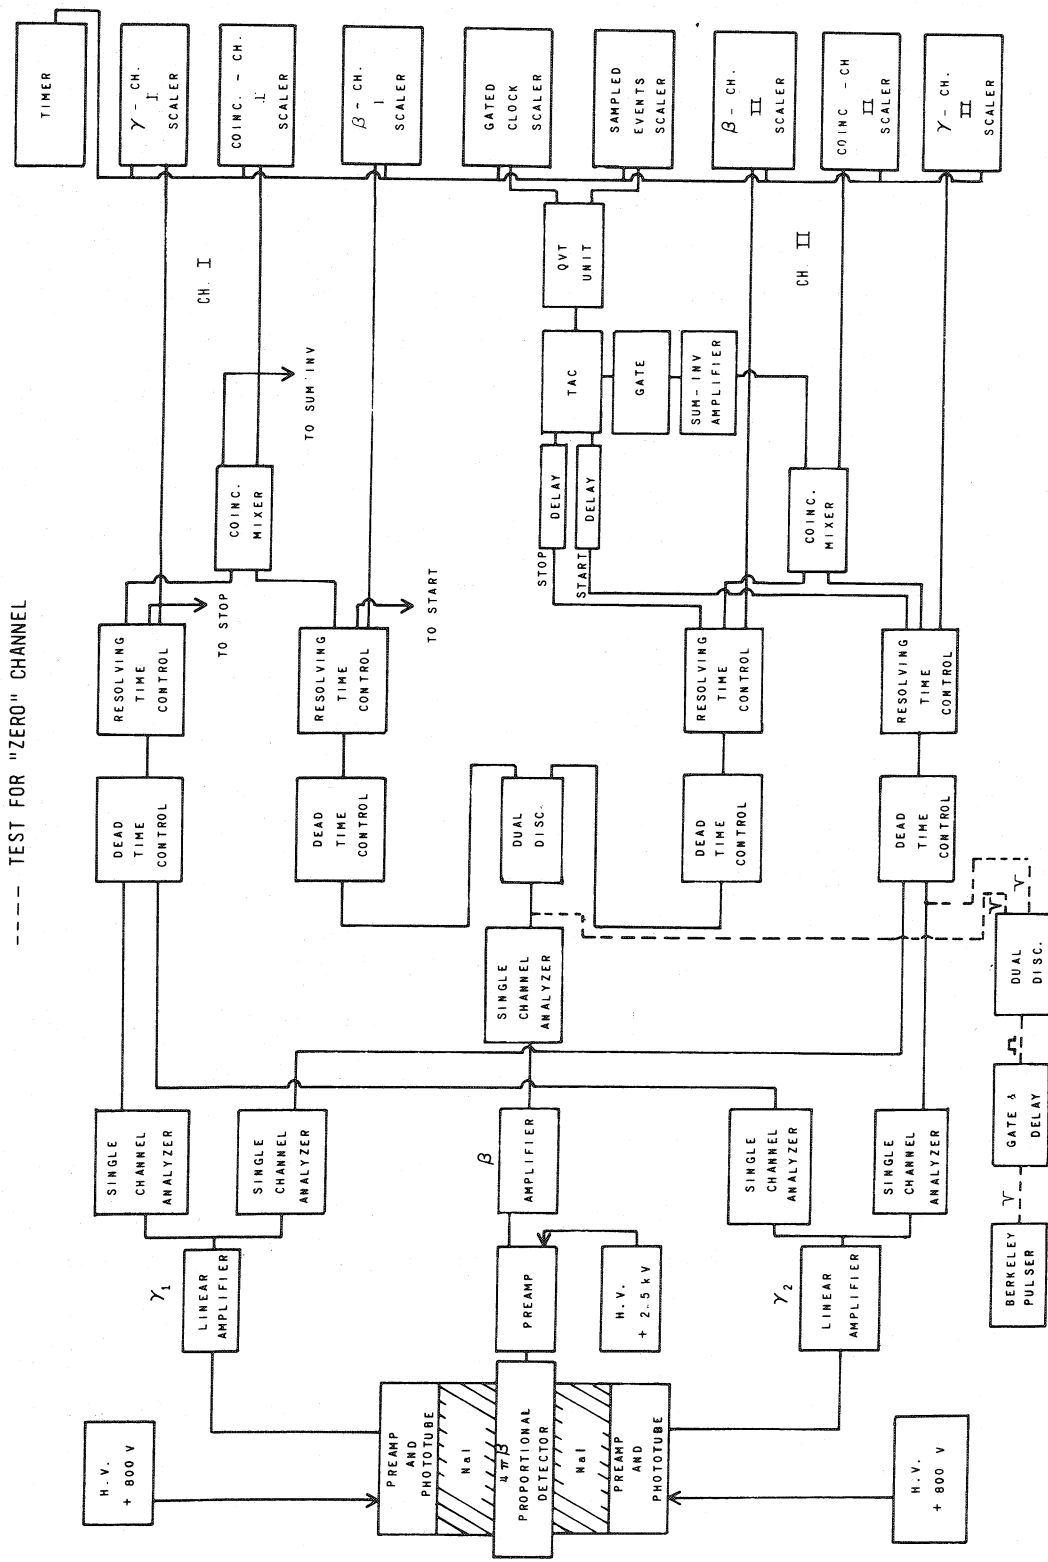 ---- TEST FOR "ZERO" CHANNEL
TIMER
γ - CH.
I
SCALER
COINC. - CH.
I
SCALER
β - CH.
I
SCALER
GATED
CLOCK
SCALER
SAMPLED
EVENTS
SCALER
β - CH.
II
SCALER
COINC - CH
II
SCALER
γ - CH.
II
SCALER
CH. I
QVT
UNIT
CH. II
TO SUM INV
TAC
GATE
SUM-INV
AMPLIFIER
COINC.
MIXER
DELAY
DELAY
COINC.
MIXER
STOP
START
TO STOP
TO START
RESOLVING
TIME
CONTROL
RESOLVING
TIME
CONTROL
RESOLVING
TIME
CONTROL
RESOLVING
TIME
CONTROL
DEAD
TIME
CONTROL
DEAD
TIME
CONTROL
DUAL
DISC.
DEAD
TIME
CONTROL
DEAD
TIME
CONTROL
SINGLE
CHANNEL
ANALYZER
DUAL
DISC.
SINGLE
CHANNEL
ANALYZER
SINGLE
CHANNEL
ANALYZER
β
AMPLIFIER
SINGLE
CHANNEL
ANALYZER
SINGLE
CHANNEL
ANALYZER
GATE &
DELAY
γ1
LINEAR
AMPLIFIER
PREAMP
H.V.
+ 2.5 kV
γ2
LINEAR
AMPLIFIER
BERKELEY
PULSER
H.V.
+ 800 V
PREAMP
AND
PHOTOTUBE
NaI
4πβ
PROPORTIONAL
DETECTOR
NaI
PREAMP
AND
PHOTOTUBE
H.V.
+ 800 V